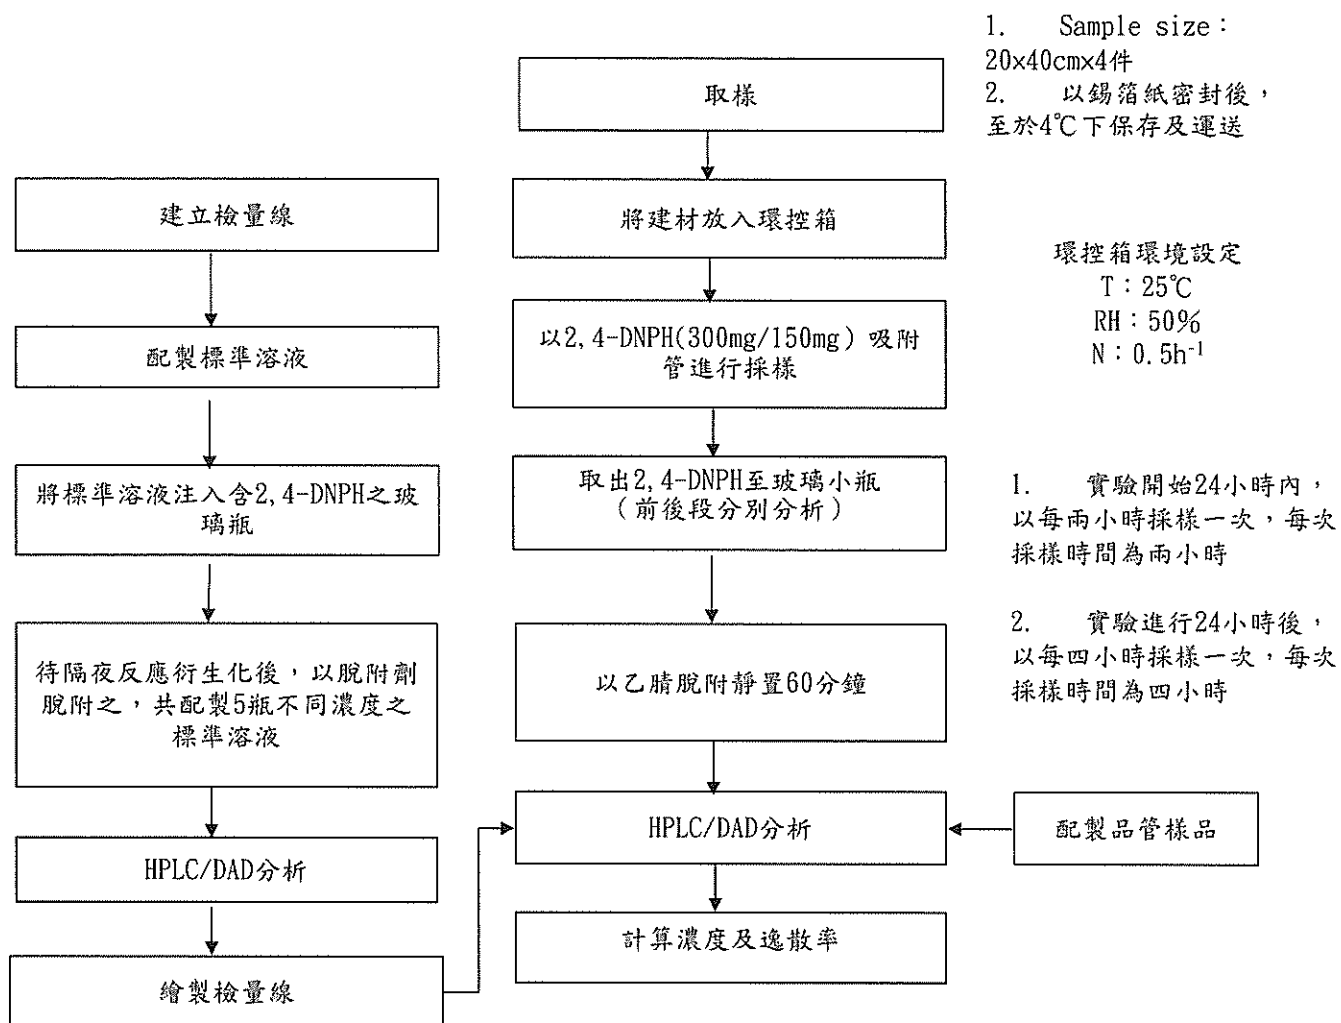 建立檢量線
配製標準溶液
將標準溶液注入含2,4-DNPH之玻
璃瓶
待隔夜反應衍生化後，以脫附劑
脫附之，共配製5瓶不同濃度之
標準溶液
HPLC/DAD分析
繪製檢量線
取樣
將建材放入環控箱
以2,4-DNPH(300mg/150mg) 吸附
管進行採樣
取出2,4-DNPH至玻璃小瓶
(前後段分別分析)
以乙腈脫附靜置60分鐘
HPLC/DAD分析
計算濃度及逸散率
配製品管樣品
1. Sample size：
20×40cm×4件
2. 以錫箔紙密封後，
至於4℃下保存及運送
環控箱環境設定
T：25℃
RH：50%
N：0.5h⁻¹
1. 實驗開始24小時內，
以每兩小時採樣一次，每次
採樣時間為兩小時
2. 實驗進行24小時後，
以每四小時採樣一次，每次
採樣時間為四小時